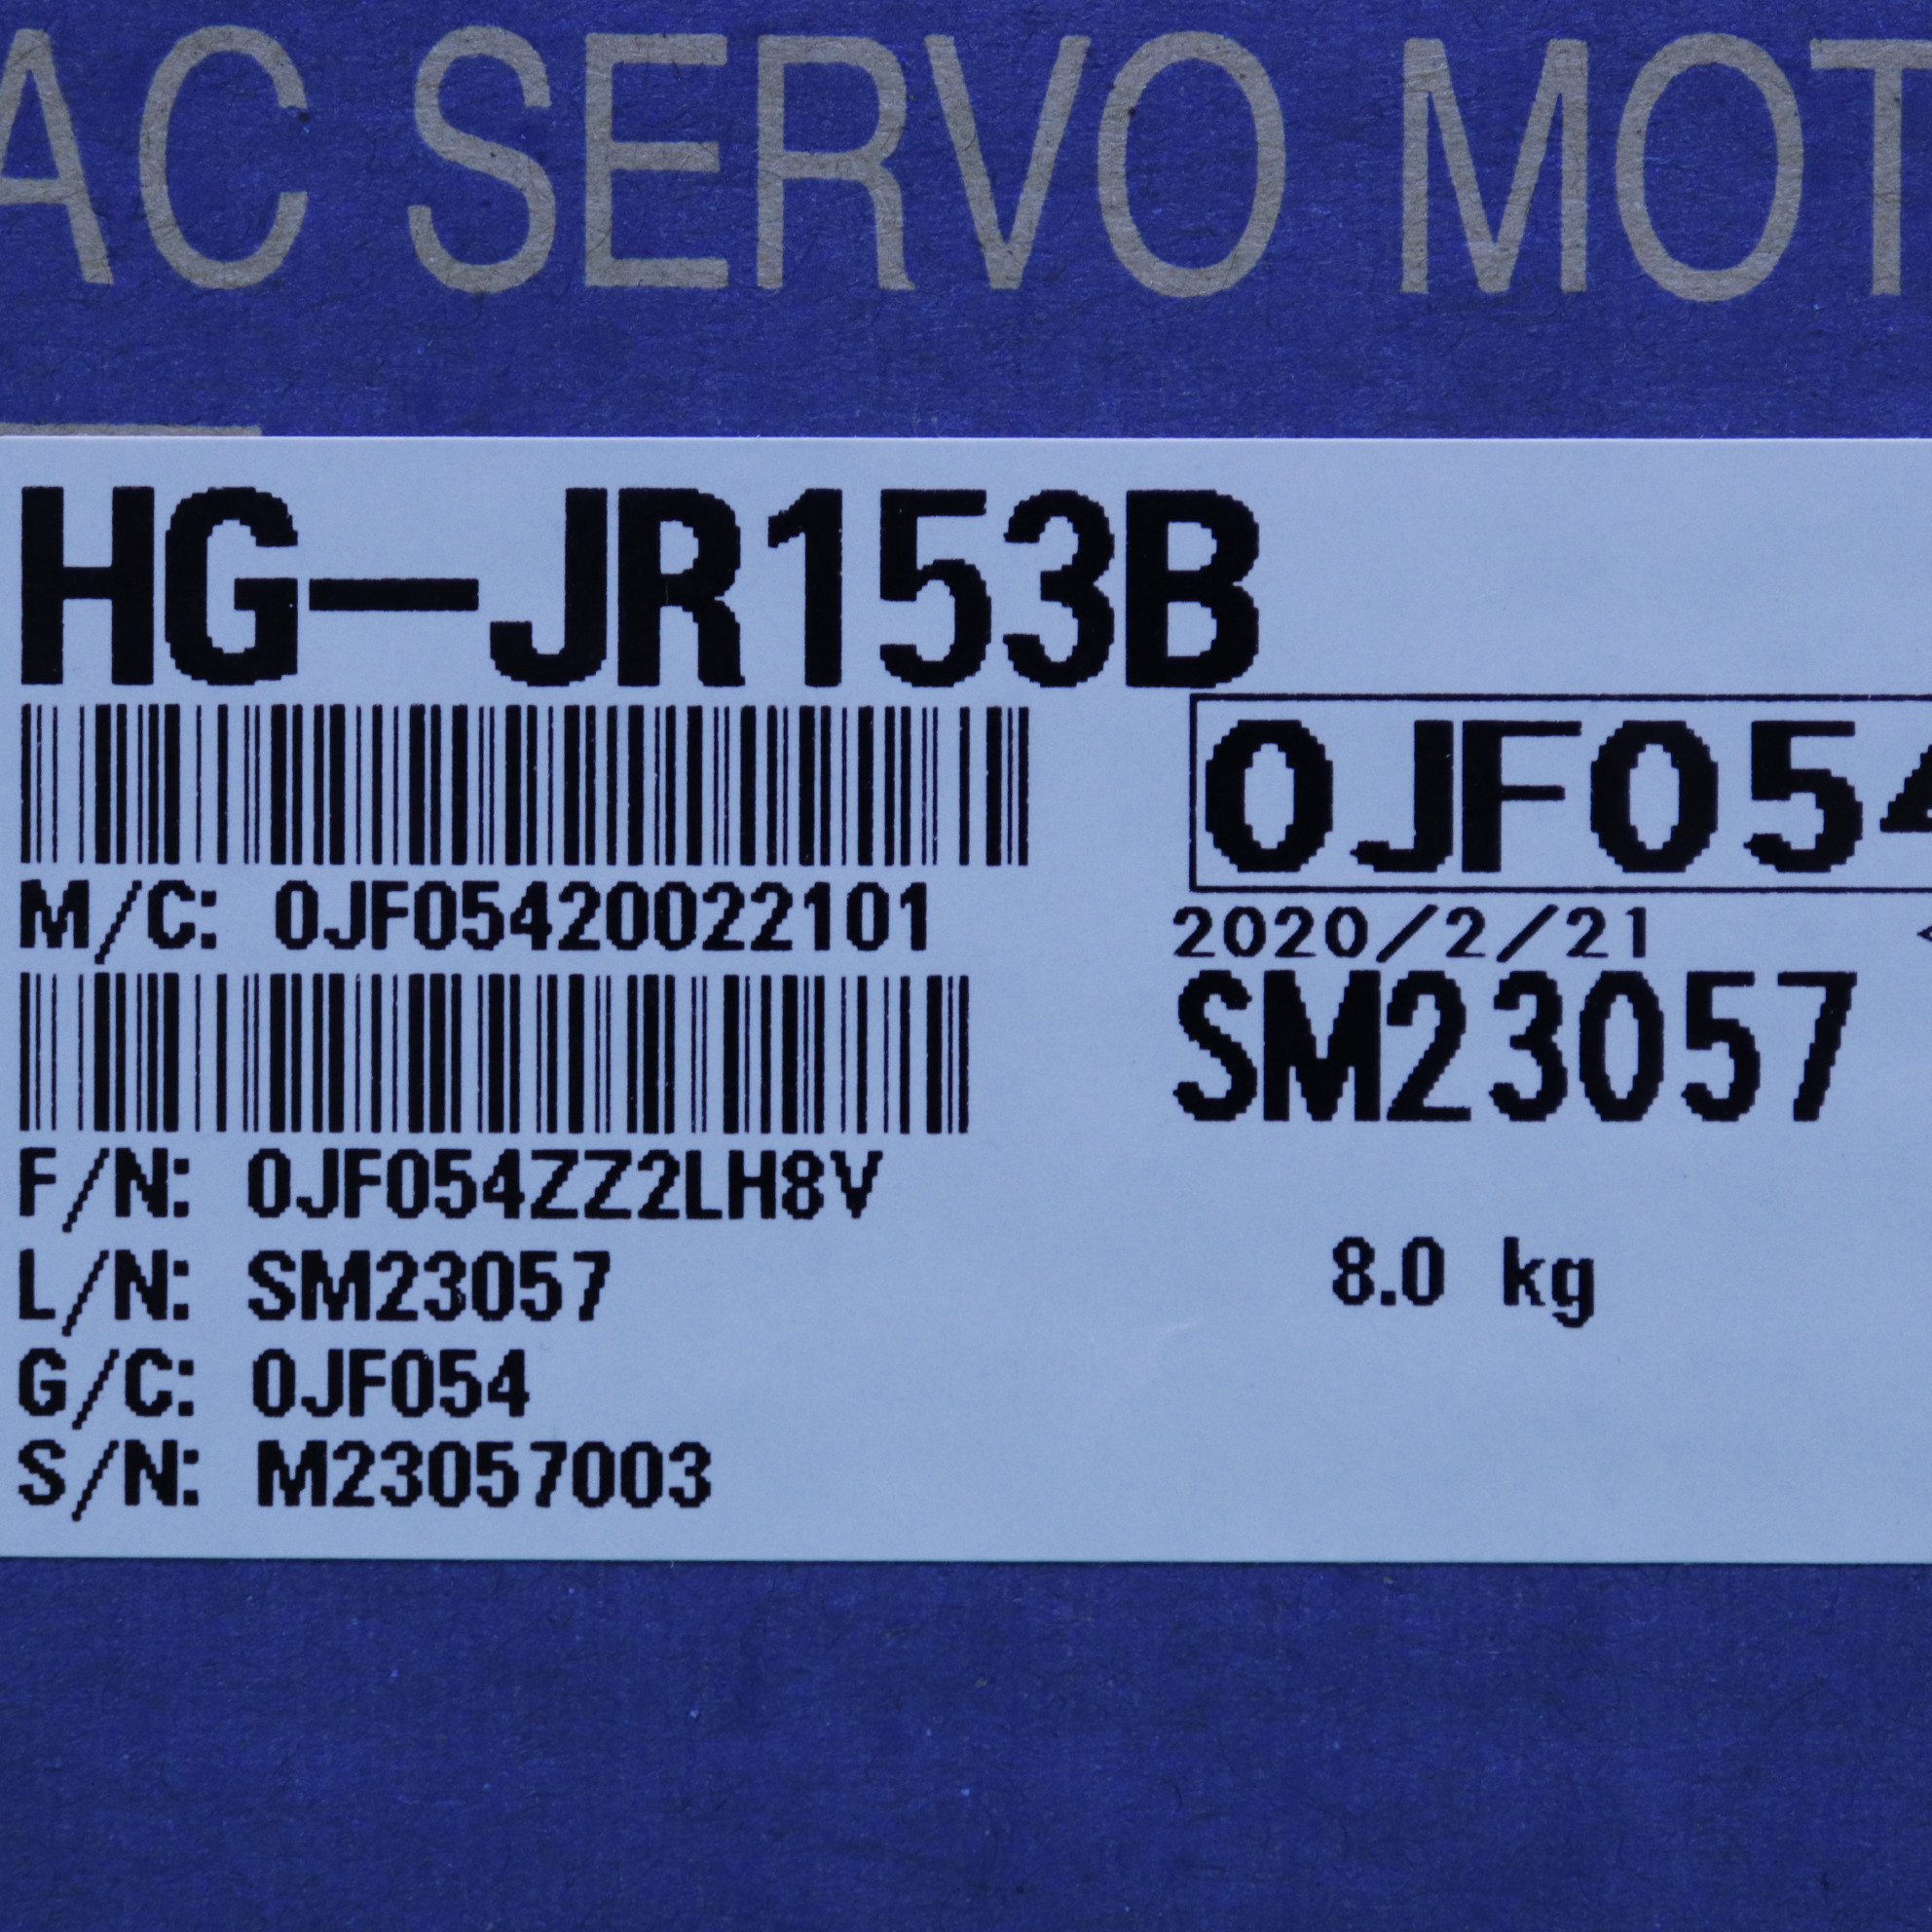 AC SERVO MOT
HG-JR153B
0JF054
M/C: 0JF05420022101
2020/2/21
SM23057
F/N: 0JF054ZZ2LH8V
8.0 kg
L/N: SM23057
G/C: 0JF054
S/N: M23057003